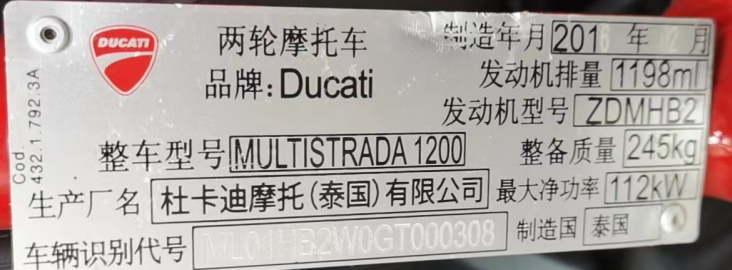 DUCATI
两轮摩托车
制造年月 2016 年 月
品牌：Ducati
发动机排量 1198ml
发动机型号 ZDMHB2
整车型号 MULTISTRADA 1200
整备质量 245kg
生产厂名 杜卡迪摩托(泰国)有限公司
最大净功率 112kW
车辆识别代号 ML01HB2W0GT000308
制造国 泰国
Cod.
432.1.792.3A